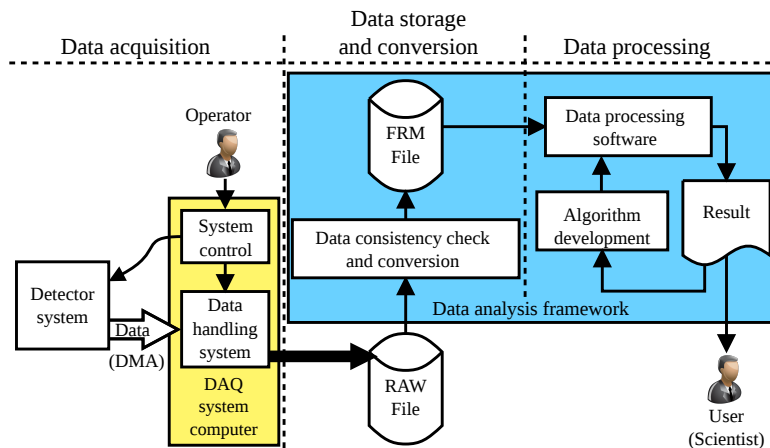 Data acquisition
Data storage
and conversion
Data processing
Operator
System
control
Detector
system
Data
(DMA)
Data
handling
system
DAQ
system
computer
FRM
File
Data consistency check
and conversion
RAW
File
Data processing
software
Algorithm
development
Result
Data analysis framework
User
(Scientist)